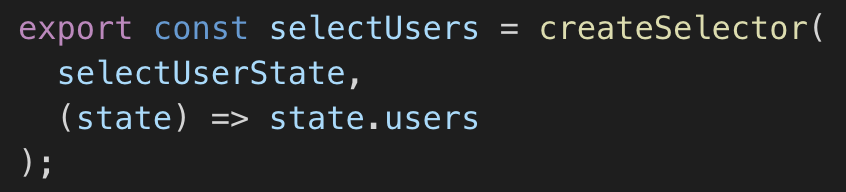 export const selectUsers = createSelector(
  selectUserState,
  (state) => state.users
);